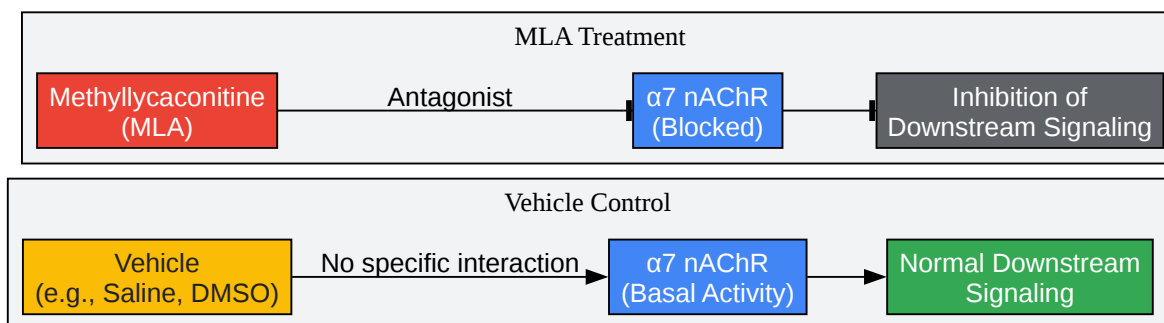 MLA Treatment
Methyllycaconitine
(MLA)
Antagonist
α7 nAChR
(Blocked)
Inhibition of
Downstream Signaling
Vehicle Control
Vehicle
(e.g., Saline, DMSO)
No specific interaction
α7 nAChR
(Basal Activity)
Normal Downstream
Signaling